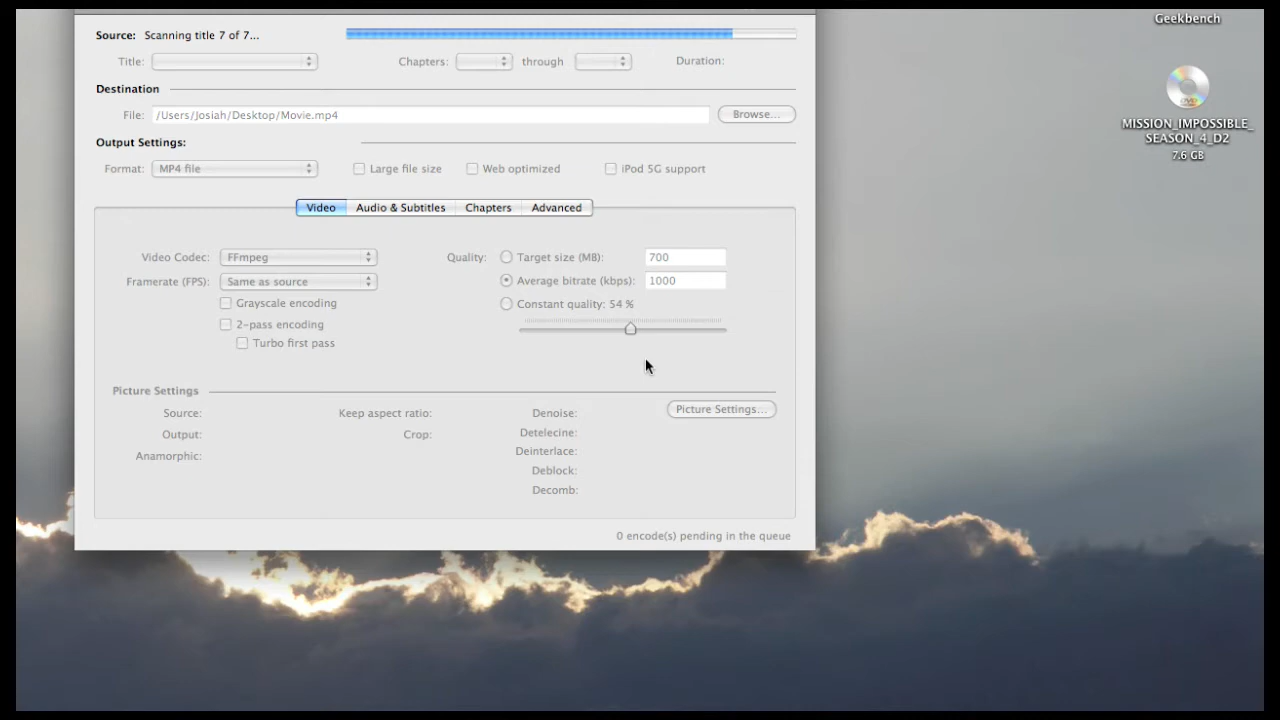 Geekbench
Source: Scanning title 7 of 7...
Title: Chapters: through Duration:
Destination
File: /Users/Josiah/Desktop/Movie.mp4 Browse...
Output Settings:
Format: MP4 file Large file size Web optimized iPod 5G support
Video Audio & Subtitles Chapters Advanced
Video Codec: FFmpeg Quality: Target size (MB): 700
Framerate (FPS): Same as source Average bitrate (kbps): 1000
Grayscale encoding Constant quality: 54 %
2-pass encoding
Turbo first pass
Picture Settings
Source: Keep aspect ratio: Denoise: Picture Settings...
Output: Crop: Detelecine:
Anamorphic: Deinterlace:
Deblock:
Decomb:
0 encode(s) pending in the queue
DVD
MISSION_IMPOSSIBLE_
SEASON_4_D2
7.6 GB